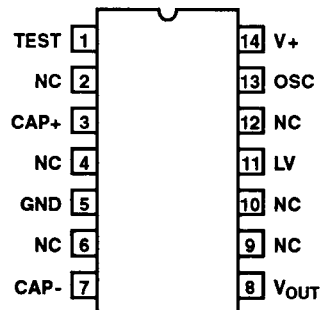 TEST 1 14 V+
NC 2 13 OSC
CAP+ 3 12 NC
NC 4 11 LV
GND 5 10 NC
NC 6 9 NC
CAP- 7 8 VOUT